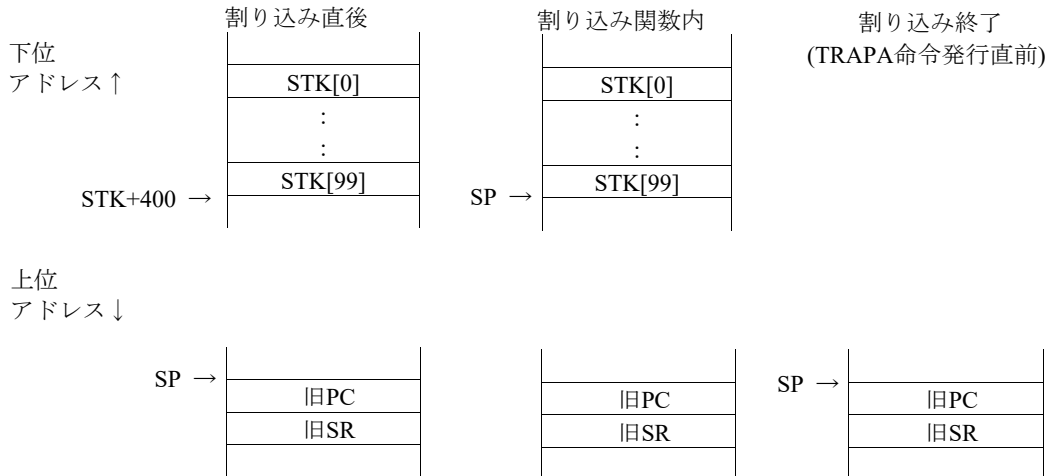 割り込み直後
割り込み関数内
割り込み終了
(TRAPA命令発行直前)
下位
アドレス↑
STK[0]
:
:
STK[99]
STK+400 →
STK[0]
:
:
STK[99]
SP →
上位
アドレス↓
SP →
旧PC
旧SR
旧PC
旧SR
SP →
旧PC
旧SR